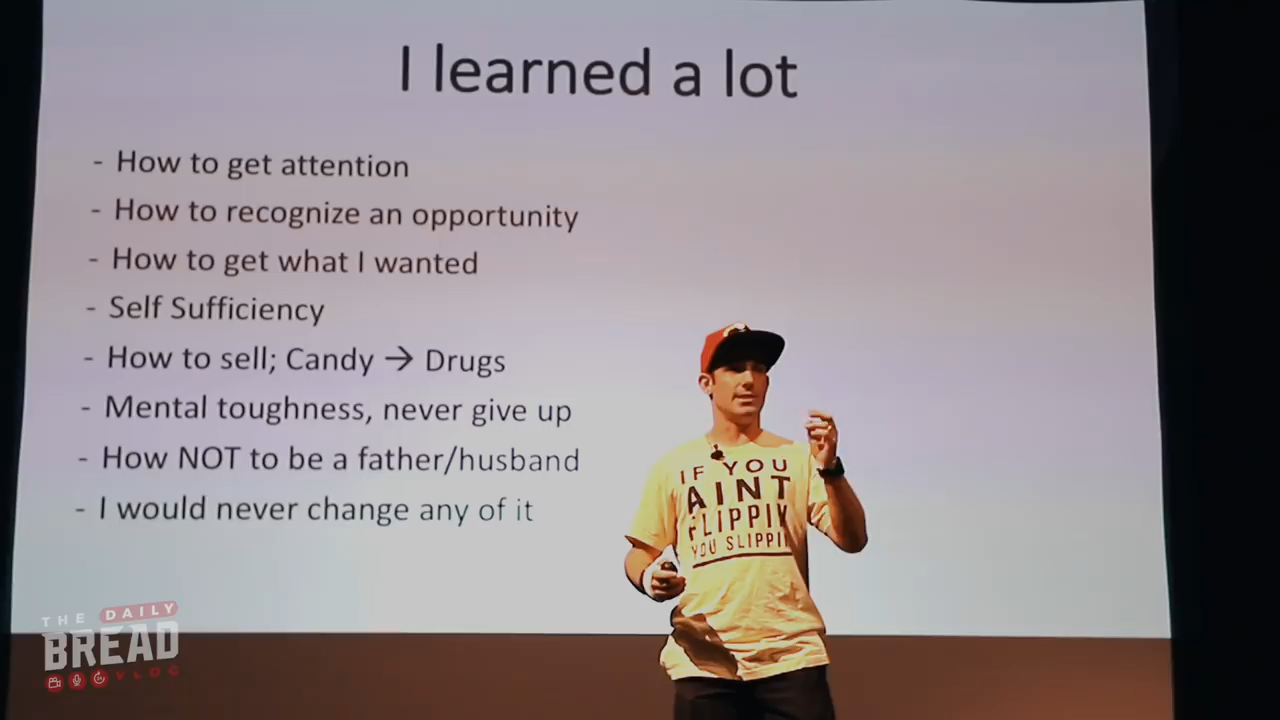 I learned a lot
- How to get attention
- How to recognize an opportunity
- How to get what I wanted
- Self Sufficiency
- How to sell; Candy → Drugs
- Mental toughness, never give up
- How NOT to be a father/husband
- I would never change any of it
IF YOU
AINT
FLIPPIN
YOU SLIPPIN
THE DAILY
BREAD
VLOG